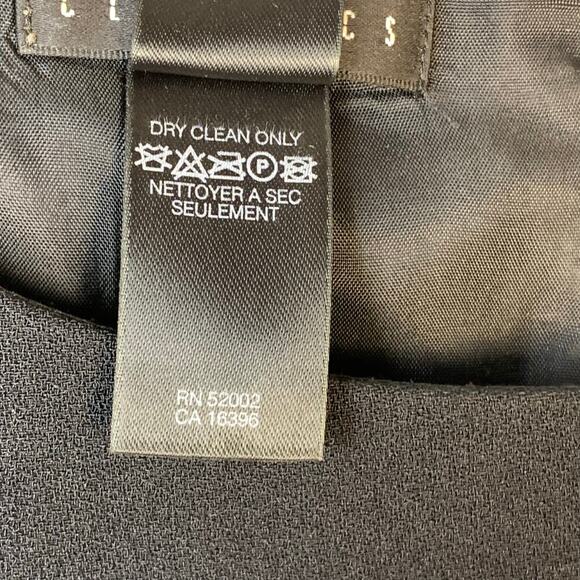 DRY CLEAN ONLY
P
NETTOYER A SEC
SEULEMENT
RN 52002
CA 16396